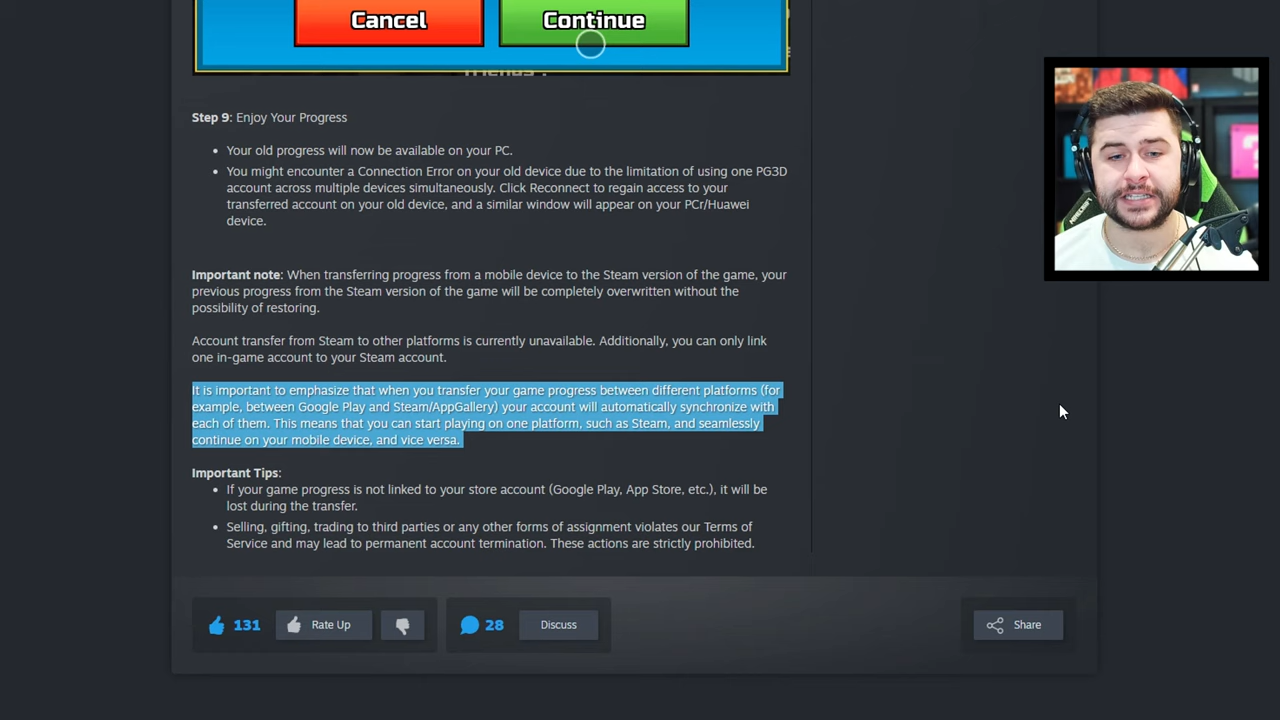 Cancel
Continue
Step 9: Enjoy Your Progress
Your old progress will now be available on your PC.
You might encounter a Connection Error on your old device due to the limitation of using one PG3D
account across multiple devices simultaneously. Click Reconnect to regain access to your
transferred account on your old device, and a similar window will appear on your PCr/Huawei
device.
Important note: When transferring progress from a mobile device to the Steam version of the game, your
previous progress from the Steam version of the game will be completely overwritten without the
possibility of restoring.
Account transfer from Steam to other platforms is currently unavailable. Additionally, you can only link
one in-game account to your Steam account.
It is important to emphasize that when you transfer your game progress between different platforms (for
example, between Google Play and Steam/AppGallery) your account will automatically synchronize with
each of them. This means that you can start playing on one platform, such as Steam, and seamlessly
continue on your mobile device, and vice versa.
Important Tips:
If your game progress is not linked to your store account (Google Play, App Store, etc.), it will be
lost during the transfer.
Selling, gifting, trading to third parties or any other forms of assignment violates our Terms of
Service and may lead to permanent account termination. These actions are strictly prohibited.
131 Rate Up 28 Discuss Share